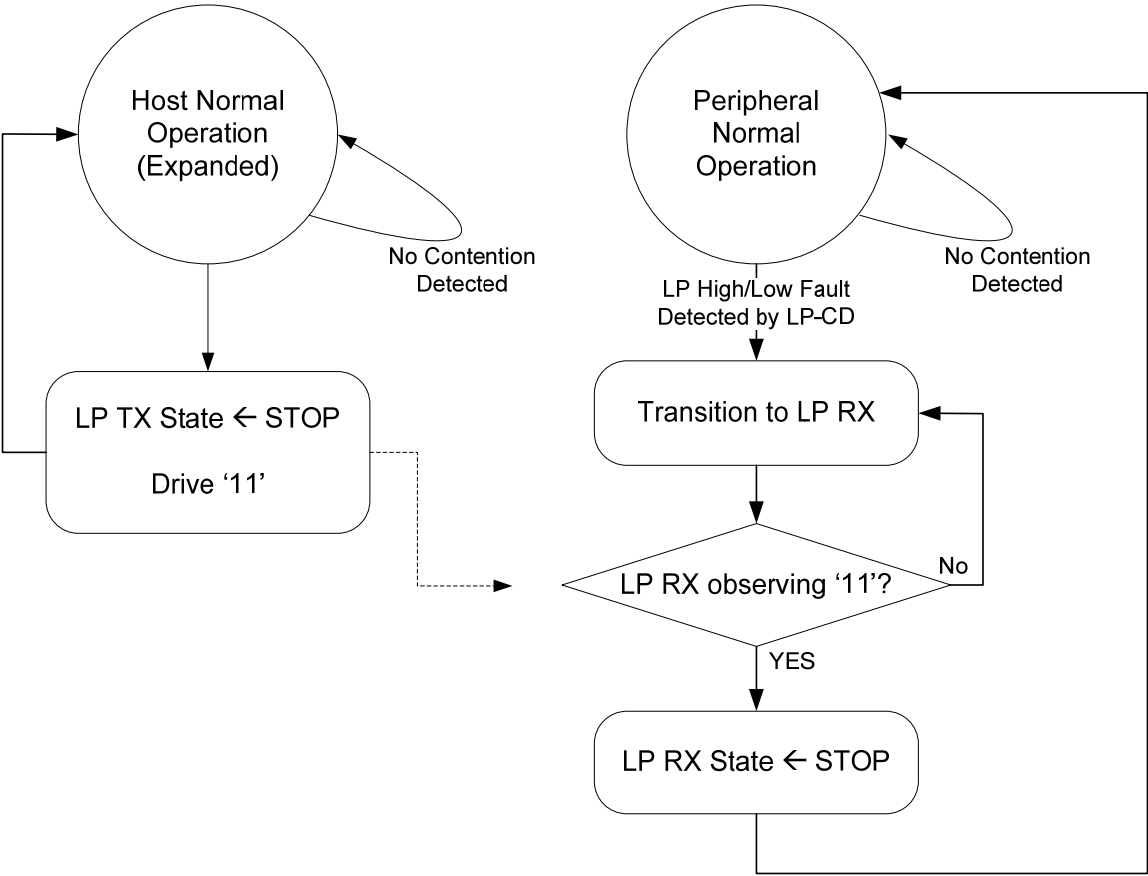 Host Normal
Operation
(Expanded)
No Contention
Detected
LP TX State ← STOP
Drive ‘11’
Peripheral
Normal
Operation
No Contention
Detected
LP High/Low Fault
Detected by LP-CD
Transition to LP RX
LP RX observing ‘11’?
No
YES
LP RX State ← STOP